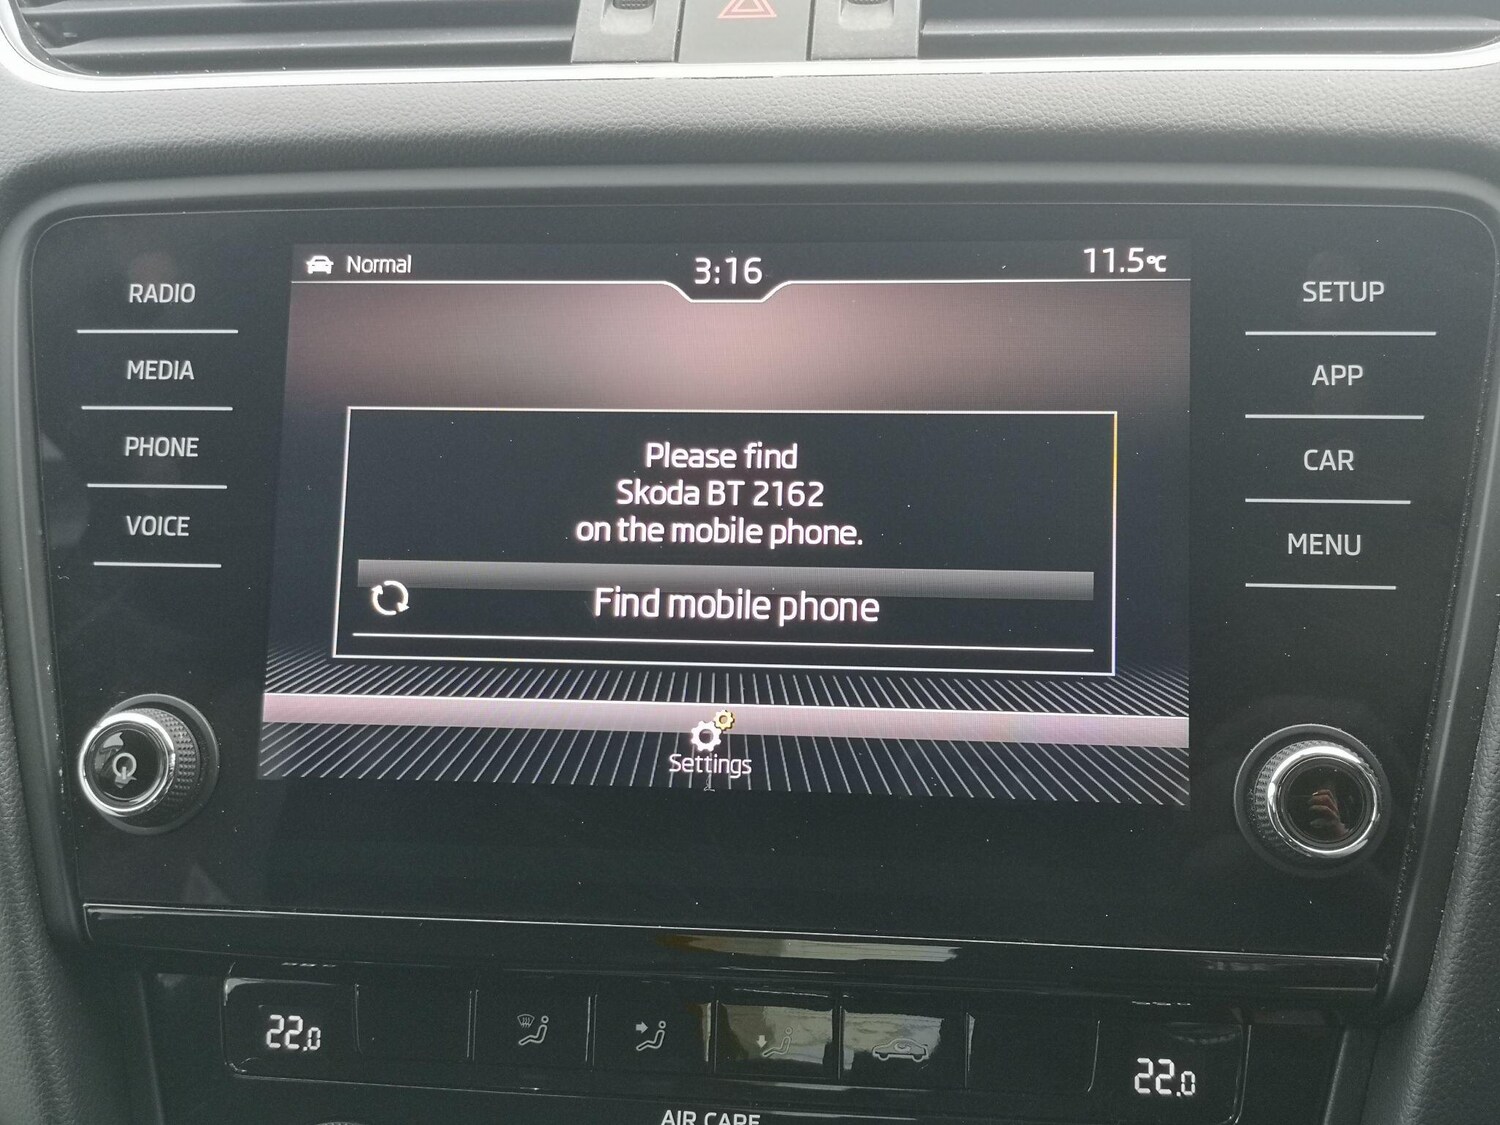 Normal
3:16
11.5°C
RADIO
MEDIA
PHONE
VOICE
SETUP
APP
CAR
MENU
Please find
Skoda BT 2162
on the mobile phone.
Find mobile phone
Settings
22.0
22.0
AIR CARE